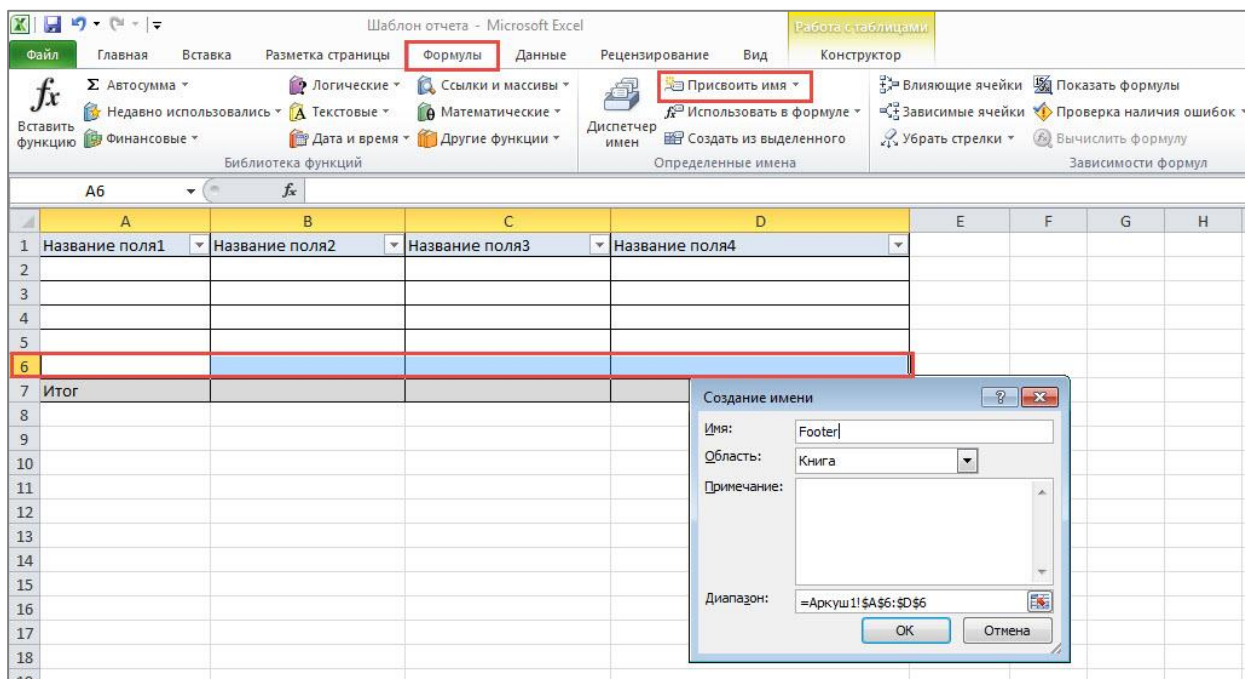 Шаблон отчета - Microsoft Excel
Работа с таблицами
Файл Главная Вставка Разметка страницы Формулы Данные Рецензирование Вид Конструктор
fx Вставить функцию
Σ Автосумма
Недавно использовались
Финансовые
Логические
Текстовые
Дата и время
Ссылки и массивы
Математические
Другие функции
Библиотека функций
Диспетчер имен
Присвоить имя
Использовать в формуле
Создать из выделенного
Определенные имена
Влияющие ячейки
Зависимые ячейки
Убрать стрелки
Показать формулы
Проверка наличия ошибок
Вычислить формулу
Зависимости формул
A6 fx
A B C D E F G H
1 Название поля1 Название поля2 Название поля3 Название поля4
2
3
4
5
6
7 Итог
8
9
10
11
12
13
14
15
16
17
18
Создание имени
Имя: Footer
Область: Книга
Примечание:
Диапазон: =Аркуш1!$A$6:$D$6
OK Отмена